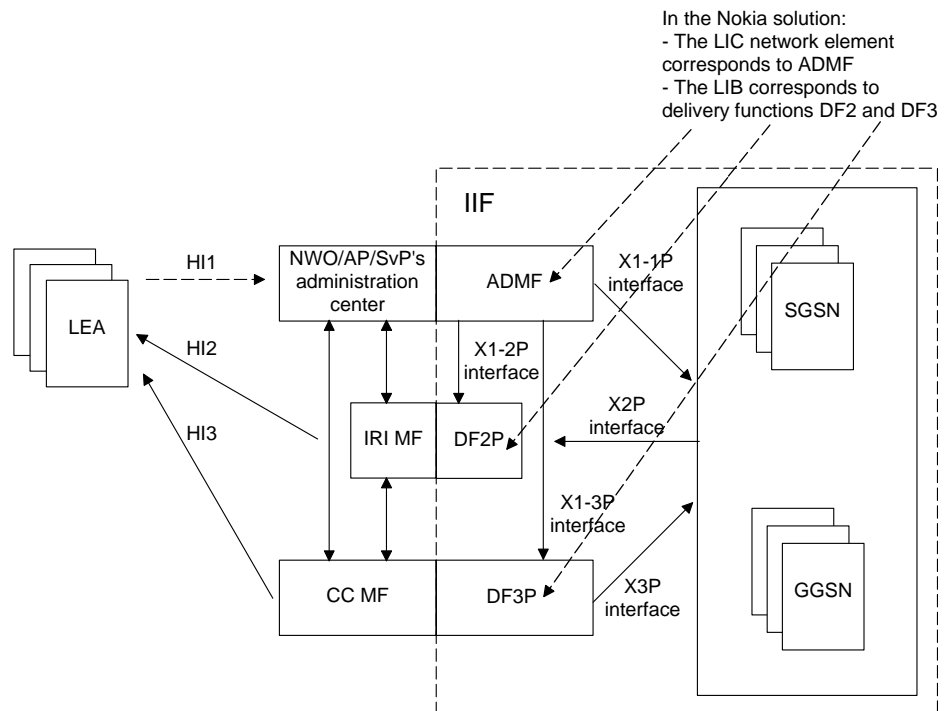 In the Nokia solution:
- The LIC network element
corresponds to ADMF
- The LIB corresponds to
delivery functions DF2 and DF3
IIF
NWO/AP/SvP's
administration
center
ADMF
X1-1P
interface
SGSN
LEA
HI1
HI2
HI3
X1-2P
interface
IRI MF
DF2P
X2P
interface
X1-3P
interface
CC MF
DF3P
X3P
interface
GGSN